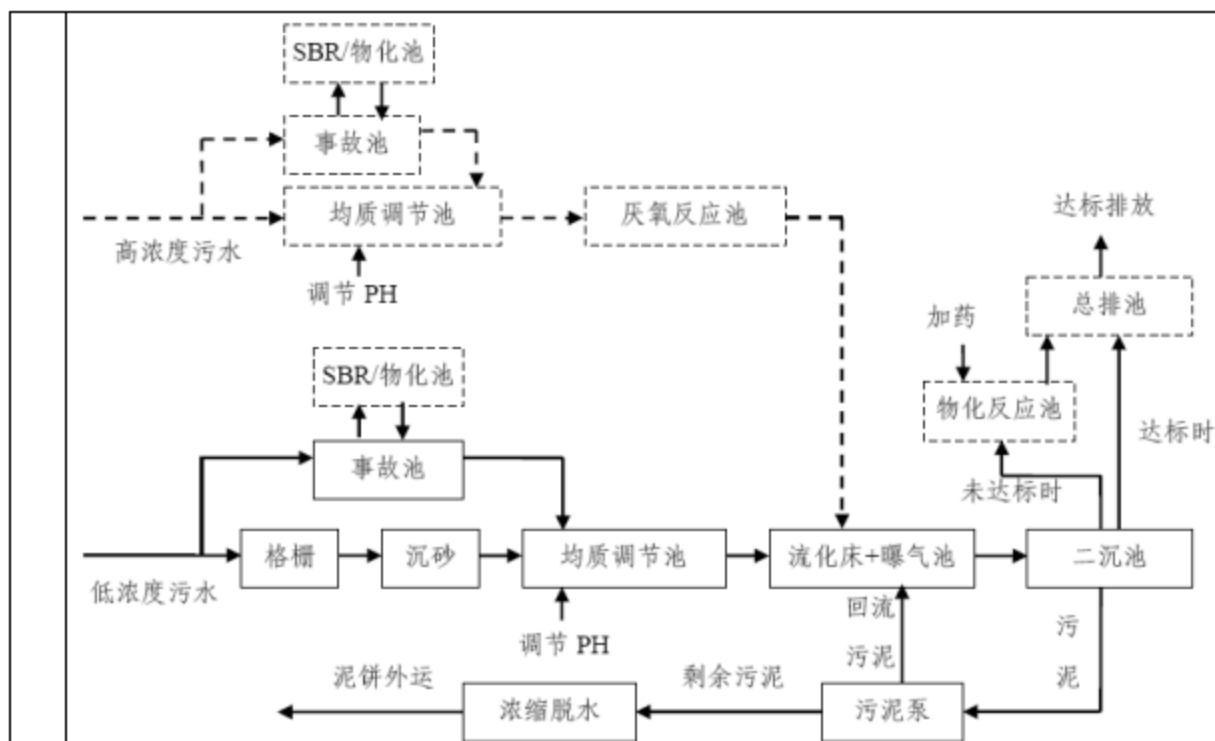 SBR/物化池
事故池
均质调节池
厌氧反应池
达标排放
高浓度污水
调节 PH
总排池
加药
SBR/物化池
物化反应池
达标时
事故池
未达标时
格栅
沉砂
均质调节池
流化床+曝气池
二沉池
低浓度污水
回流
污泥
调节 PH
污
泥
泥饼外运
剩余污泥
浓缩脱水
污泥泵